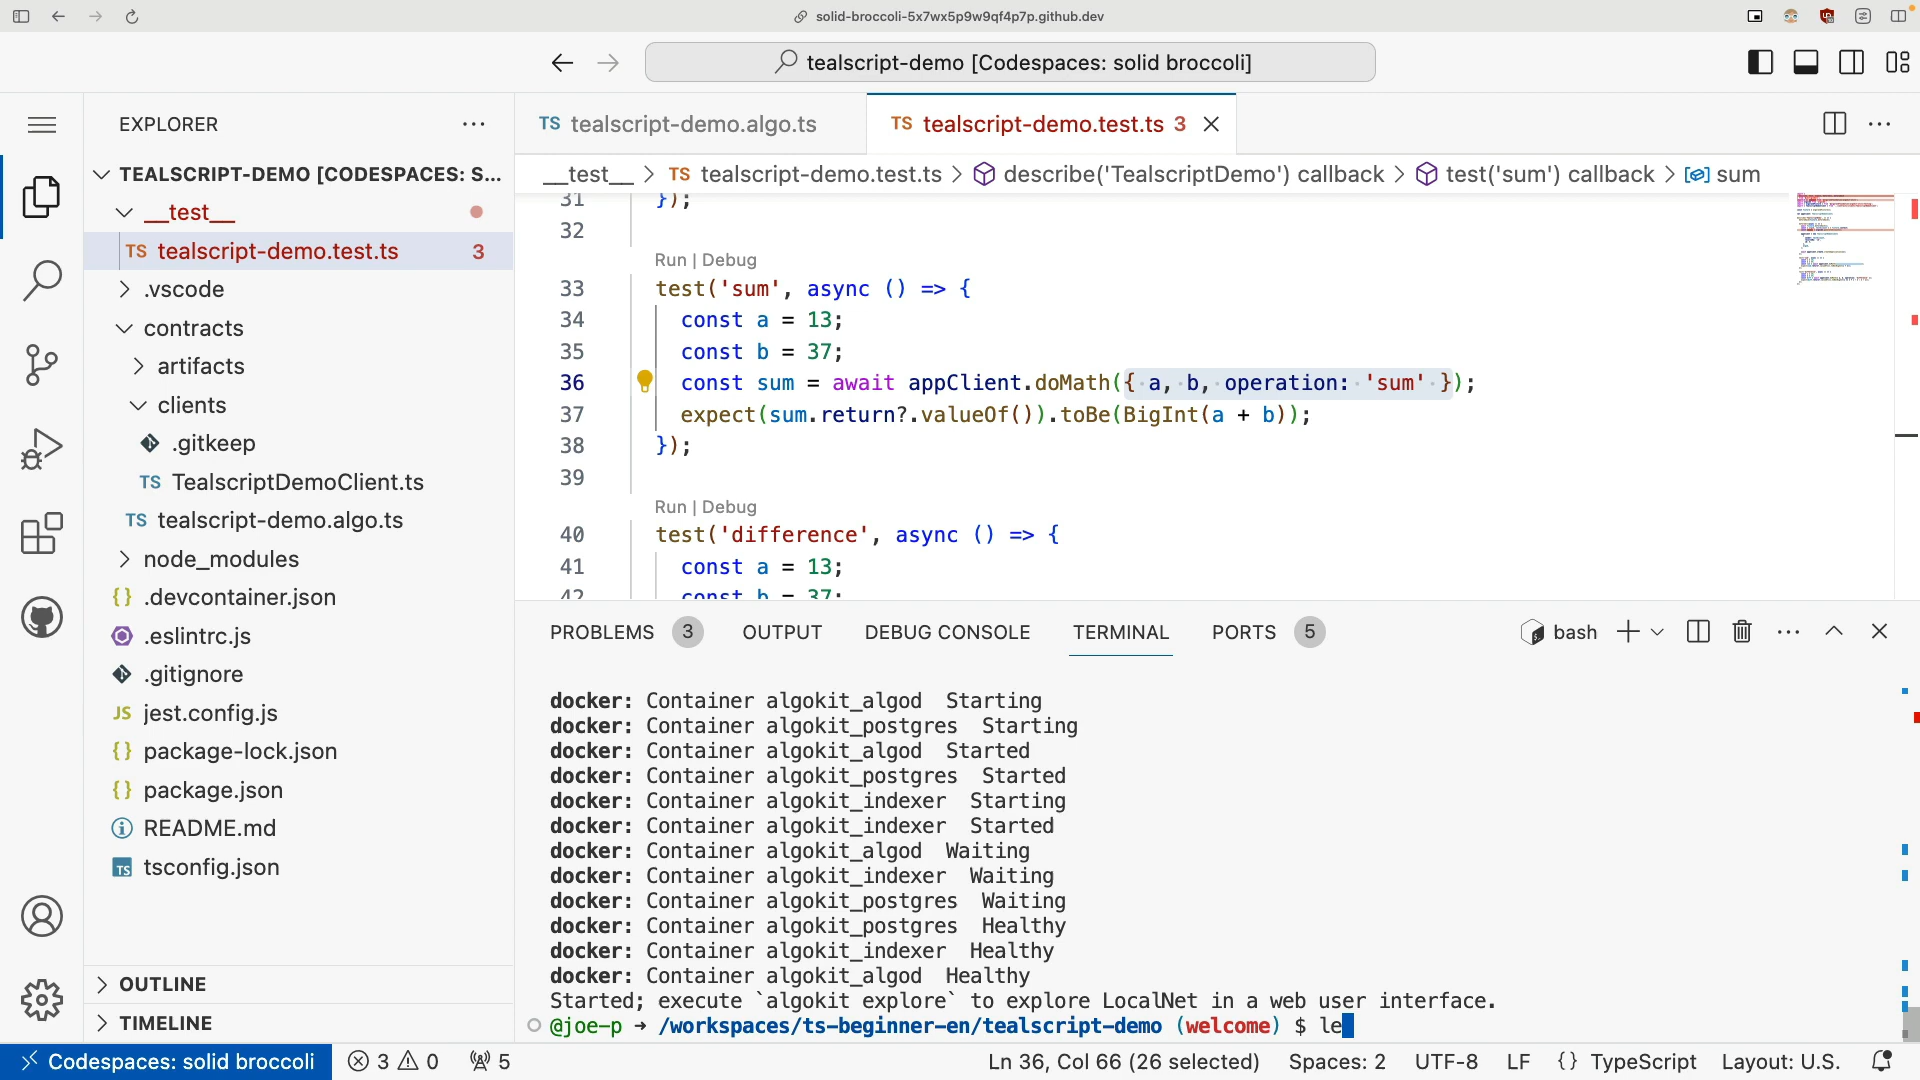 solid-broccoli-5x7wx5p9w9qf4p7p.github.dev
tealscript-demo [Codespaces: solid broccoli]
EXPLORER
TEALSCRIPT-DEMO [CODESPACES: S...
__test__
TS tealscript-demo.test.ts 3
.vscode
contracts
artifacts
clients
.gitkeep
TS TealscriptDemoClient.ts
TS tealscript-demo.algo.ts
node_modules
{} .devcontainer.json
.eslintrc.js
.gitignore
JS jest.config.js
{} package-lock.json
{} package.json
README.md
TS tsconfig.json
OUTLINE
TIMELINE
TS tealscript-demo.algo.ts
TS tealscript-demo.test.ts 3
__test__ > TS tealscript-demo.test.ts > describe('TealscriptDemo') callback > test('sum') callback > sum
31 });
32
Run | Debug
33 test('sum', async () => {
34 const a = 13;
35 const b = 37;
36 const sum = await appClient.doMath({ a, b, operation: 'sum' });
37 expect(sum.return?.valueOf()).toBe(BigInt(a + b));
38 });
39
Run | Debug
40 test('difference', async () => {
41 const a = 13;
42 const b = 37;
PROBLEMS 3 OUTPUT DEBUG CONSOLE TERMINAL PORTS 5
bash
docker: Container algokit_algod  Starting
docker: Container algokit_postgres  Starting
docker: Container algokit_algod  Started
docker: Container algokit_postgres  Started
docker: Container algokit_indexer  Starting
docker: Container algokit_indexer  Started
docker: Container algokit_algod  Waiting
docker: Container algokit_indexer  Waiting
docker: Container algokit_postgres  Waiting
docker: Container algokit_postgres  Healthy
docker: Container algokit_indexer  Healthy
docker: Container algokit_algod  Healthy
Started; execute `algokit explore` to explore LocalNet in a web user interface.
@joe-p ➜ /workspaces/ts-beginner-en/tealscript-demo (welcome) $ le
Codespaces: solid broccoli 3 0 5
Ln 36, Col 66 (26 selected) Spaces: 2 UTF-8 LF {} TypeScript Layout: U.S.